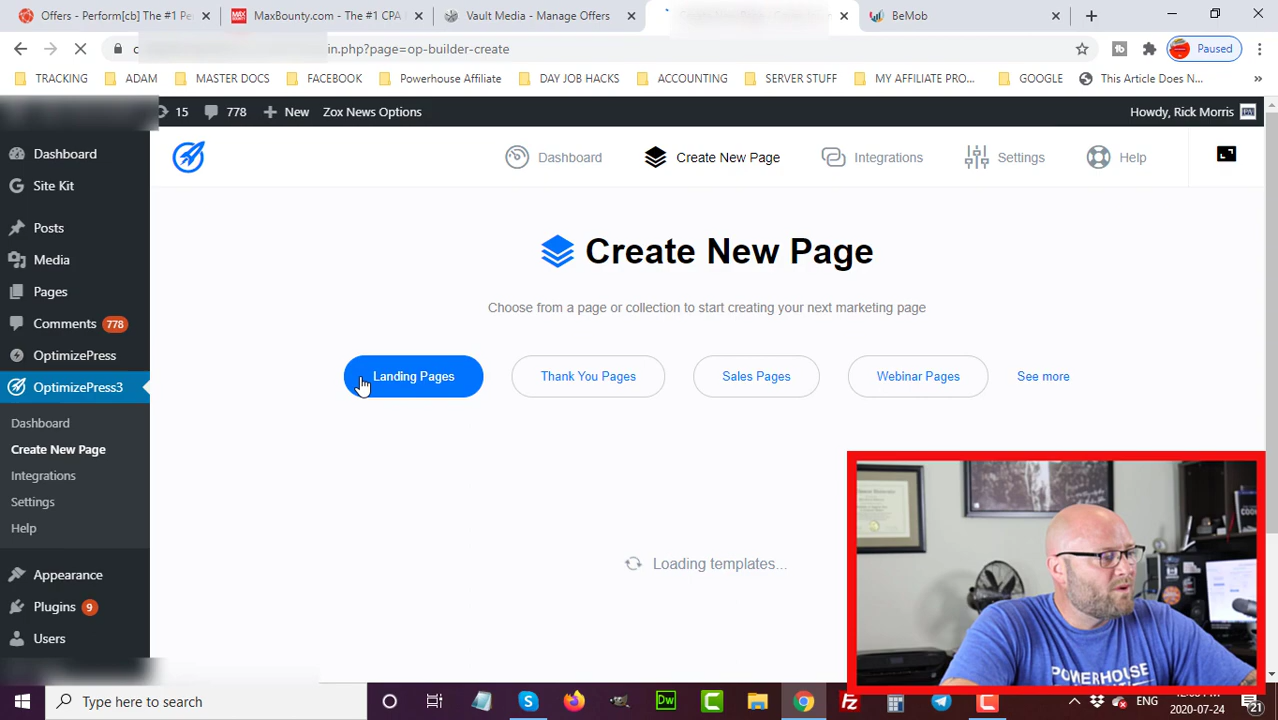 Offers - Perform[cb] The #1 Pe
MaxBounty.com - The #1 CPA
Vault Media - Manage Offers
BeMob
in.php?page=op-builder-create
Paused
TRACKING
ADAM
MASTER DOCS
FACEBOOK
Powerhouse Affiliate
DAY JOB HACKS
ACCOUNTING
SERVER STUFF
MY AFFILIATE PRO...
GOOGLE
This Article Does N...
15
778
New
Zox News Options
Howdy, Rick Morris
Dashboard
Site Kit
Posts
Media
Pages
Comments 778
OptimizePress
OptimizePress3
Dashboard
Create New Page
Integrations
Settings
Help
Appearance
Plugins 9
Users
Dashboard
Create New Page
Integrations
Settings
Help
Create New Page
Choose from a page or collection to start creating your next marketing page
Landing Pages
Thank You Pages
Sales Pages
Webinar Pages
See more
Loading templates...
POWERHOUSE
Type here to search
ENG
2020-07-24
21